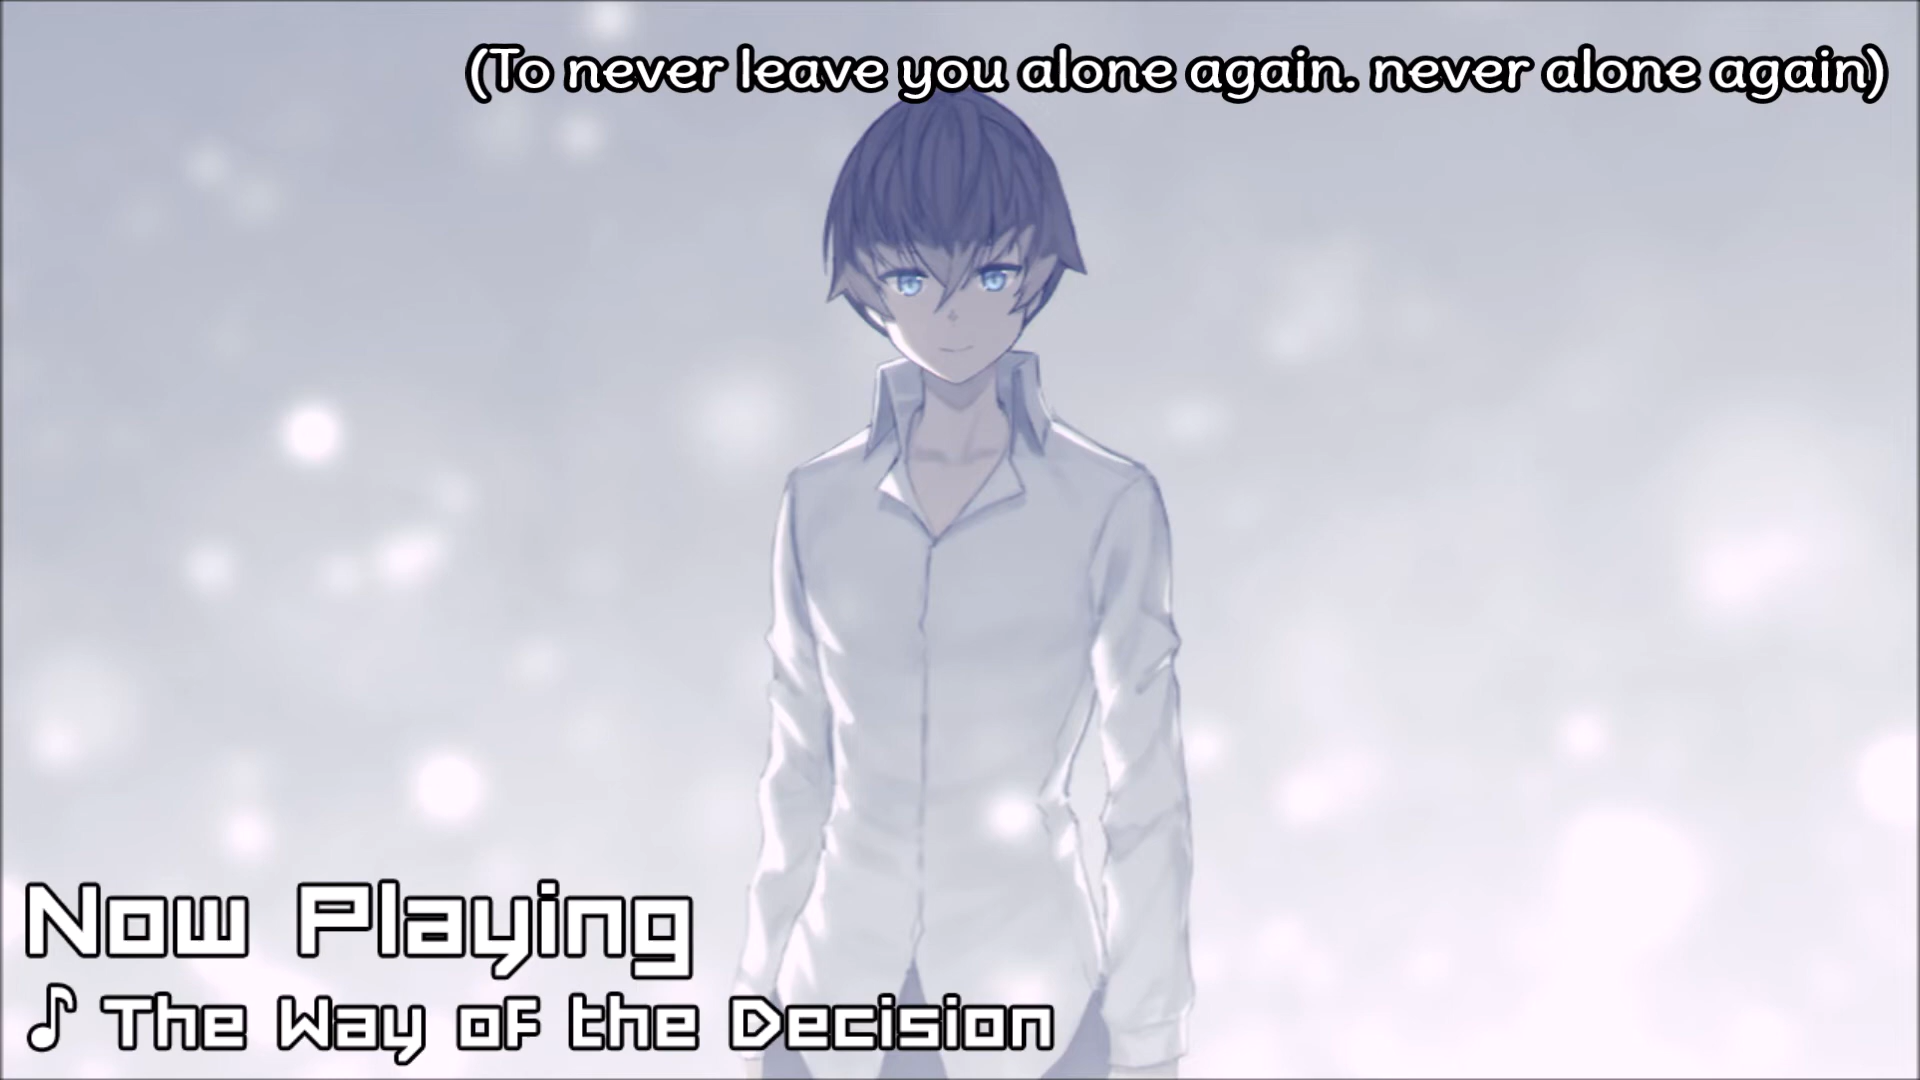 (To never leave you alone again. never alone again)
Now Playing
♪ The Way of the Decision